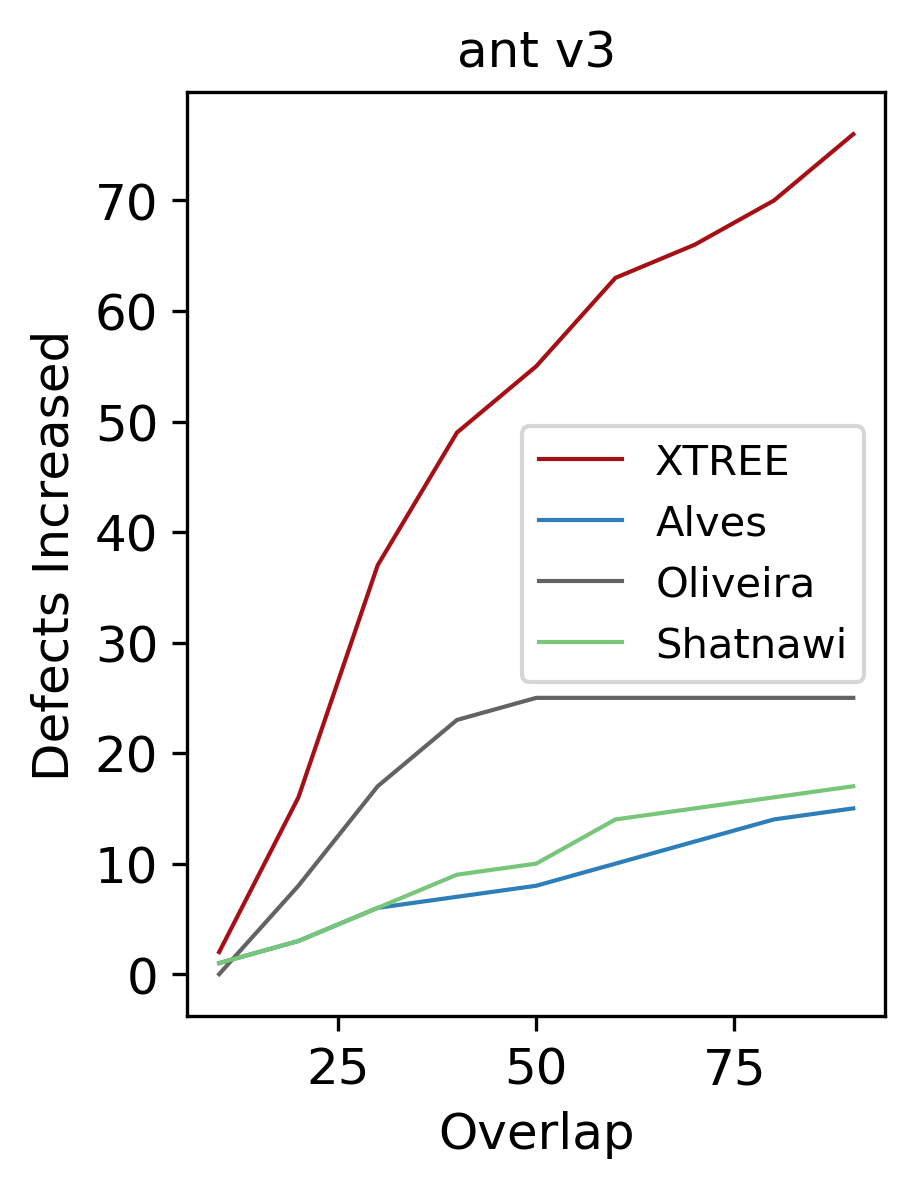 ant v3
Defects Increased
70
60
50
40
30
20
10
0
XTREE
Alves
Oliveira
Shatnawi
25 50 75
Overlap